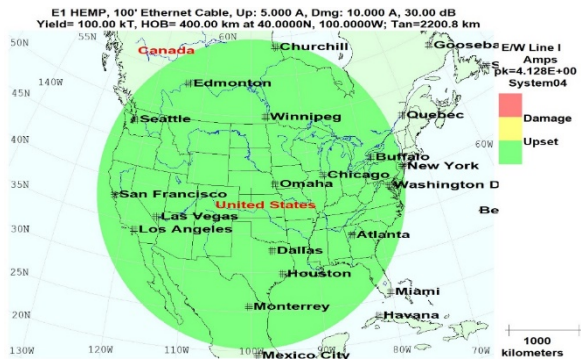 E1 HEMP, 100' Ethernet Cable, Up: 5.000 A, Dmg: 10.000 A, 30.00 dB
Yield= 100.00 kT, HOB= 400.00 km at 40.0000N, 100.0000W; Tan=2200.8 km
50N
60N
Canada
Churchill
Gooseba
E/W Line I
Amps
pk=4.128E+00
System04
140W
Edmonton
S
45N
Seattle
Winnipeg
Quebec
Damage
Upset
40N
60W
Buffalo
New York
35N
San Francisco
Omaha
Chicago
Washington D
United States
Be
30N
Las Vegas
Los Angeles
Atlanta
Dallas
25N
Houston
Miami
20N
Monterrey
Havana
1000
kilometers
130W
120W
110W
100W
Mexico City
90W
80W
70W